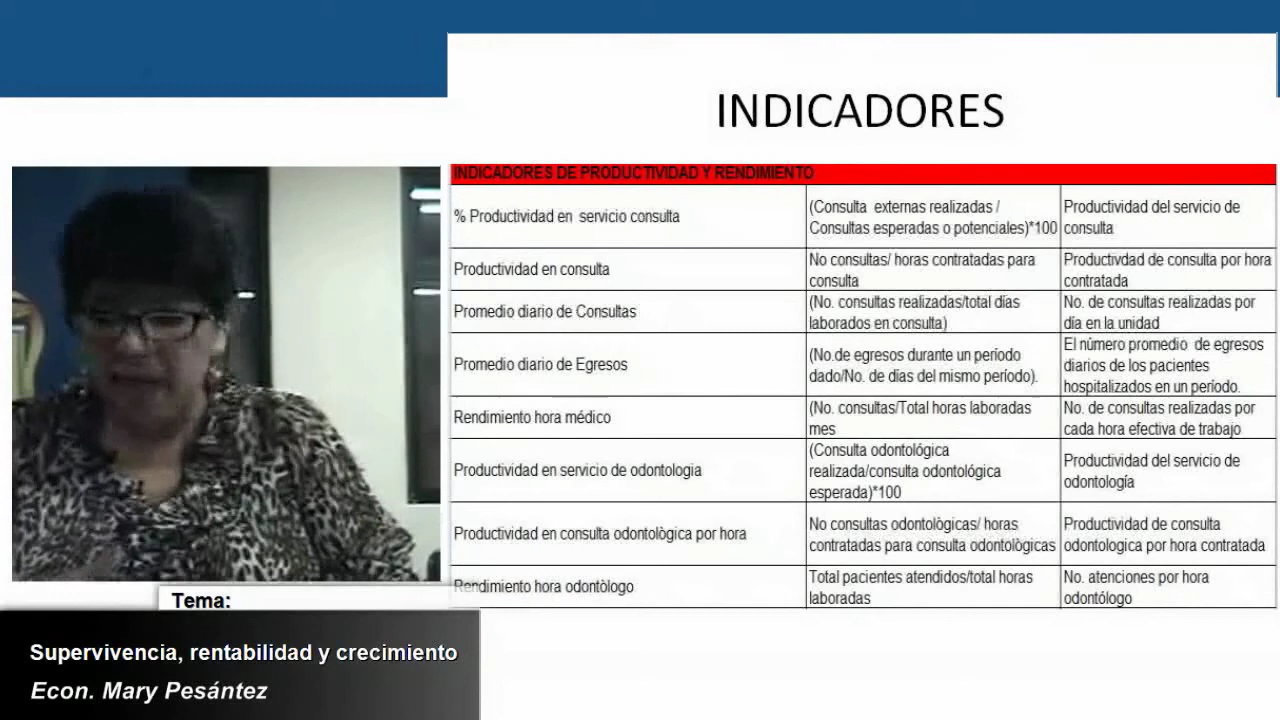 INDICADORES
INDICADORES DE PRODUCTIVIDAD Y RENDIMIENTO
% Productividad en servicio consulta
(Consulta externas realizadas /
Consultas esperadas o potenciales)*100
Productividad del servicio de
consulta
Productividad en consulta
No consultas/ horas contratadas para
consulta
Productivdad de consulta por hora
contratada
Promedio diario de Consultas
(No. consultas realizadas/total días
laborados en consulta)
No. de consultas realizadas por
día en la unidad
Promedio diario de Egresos
(No.de egresos durante un período
dado/No. de días del mismo período).
El número promedio de egresos
diarios de los pacientes
hospitalizados en un período.
Rendimiento hora médico
(No. consultas/Total horas laboradas
mes
No. de consultas realizadas por
cada hora efectiva de trabajo
Productividad en servicio de odontologia
(Consulta odontológica
realizada/consulta odontológica
esperada)*100
Productividad del servicio de
odontología
Productividad en consulta odontològica por hora
No consultas odontològicas/ horas
contratadas para consulta odontològicas
Productividad de consulta
odontologica por hora contratada
Rendimiento hora odontòlogo
Total pacientes atendidos/total horas
laboradas
No. atenciones por hora
odontólogo
Tema:
Supervivencia, rentabilidad y crecimiento
Econ. Mary Pesántez